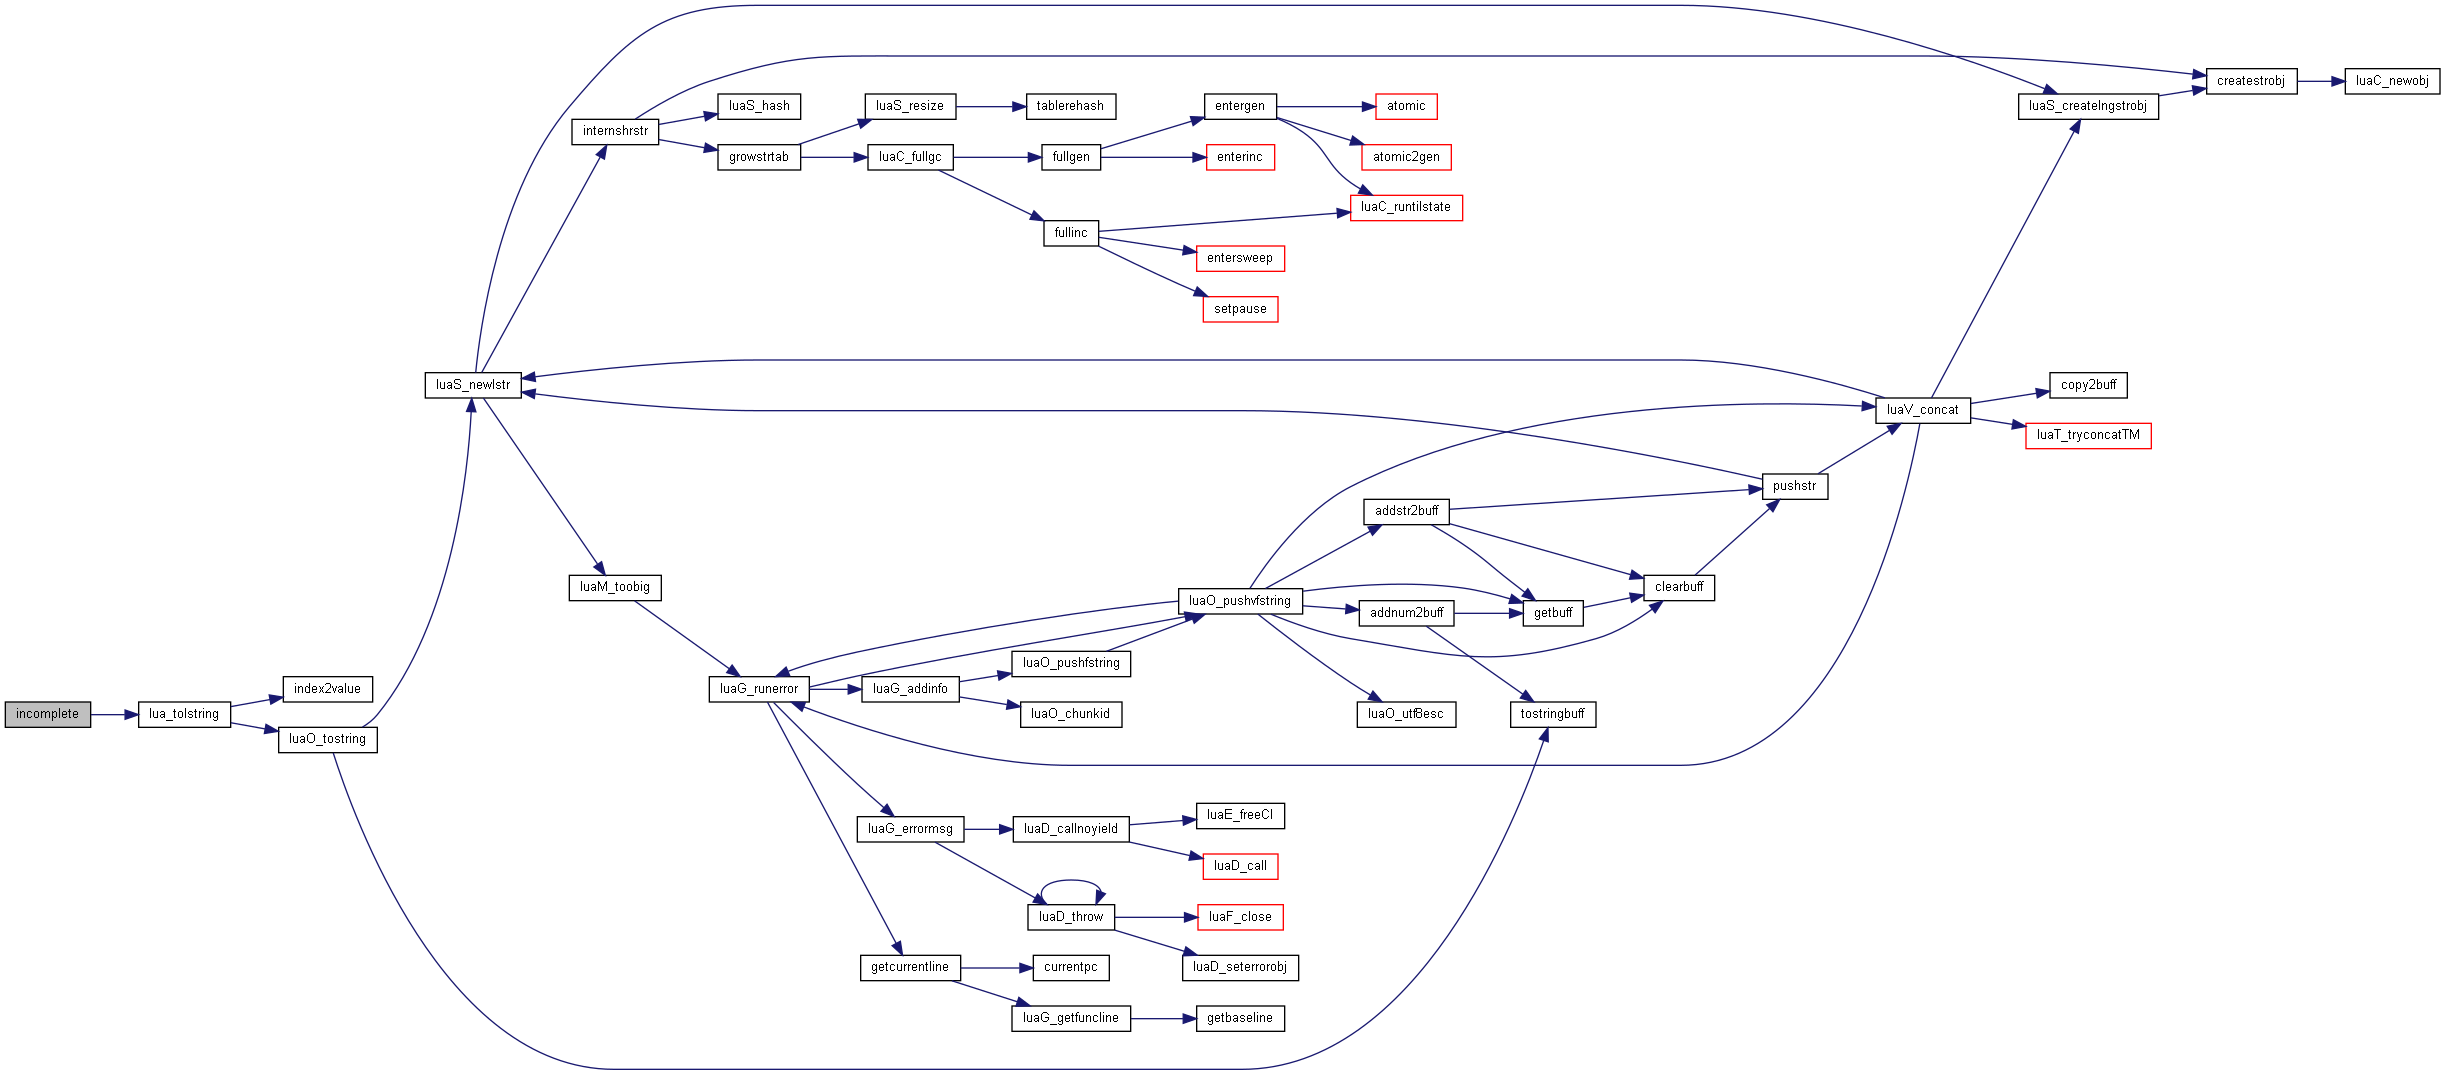 incomplete
lua_tolstring
index2value
luaO_tostring
luaS_newlstr
internshrstr
luaS_hash
growstrtab
luaS_resize
tablerehash
luaC_fullgc
fullgen
entergen
atomic
atomic2gen
enterinc
luaC_runtilstate
fullinc
entersweep
setpause
luaM_toobig
luaG_runerror
luaG_addinfo
luaO_pushfstring
luaO_chunkid
luaO_pushvfstring
addstr2buff
addnum2buff
getbuff
clearbuff
luaO_utf8esc
tostringbuff
pushstr
luaV_concat
copy2buff
luaT_tryconcatTM
luaS_createlngstrobj
createstrobj
luaC_newobj
luaG_errormsg
luaD_callnoyield
luaE_freeCI
luaD_call
luaD_throw
luaF_close
luaD_seterrorobj
getcurrentline
currentpc
luaG_getfuncline
getbaseline